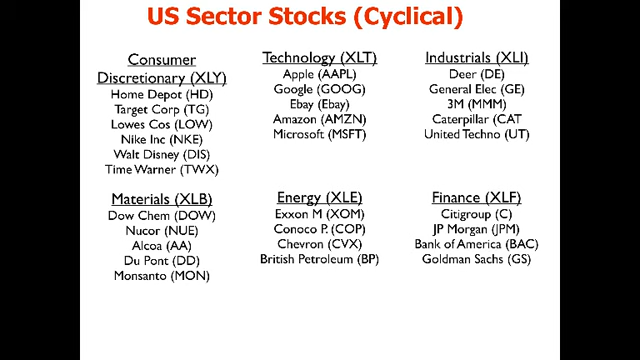 US Sector Stocks (Cyclical)
Consumer
Discretionary (XLY)
Home Depot (HD)
Target Corp (TG)
Lowes Cos (LOW)
Nike Inc (NKE)
Walt Disney (DIS)
Time Warner (TWX)
Technology (XLT)
Apple (AAPL)
Google (GOOG)
Ebay (Ebay)
Amazon (AMZN)
Microsoft (MSFT)
Industrials (XLI)
Deer (DE)
General Elec (GE)
3M (MMM)
Caterpillar (CAT
United Techno (UT)
Materials (XLB)
Dow Chem (DOW)
Nucor (NUE)
Alcoa (AA)
Du Pont (DD)
Monsanto (MON)
Energy (XLE)
Exxon M (XOM)
Conoco P. (COP)
Chevron (CVX)
British Petroleum (BP)
Finance (XLF)
Citigroup (C)
JP Morgan (JPM)
Bank of America (BAC)
Goldman Sachs (GS)